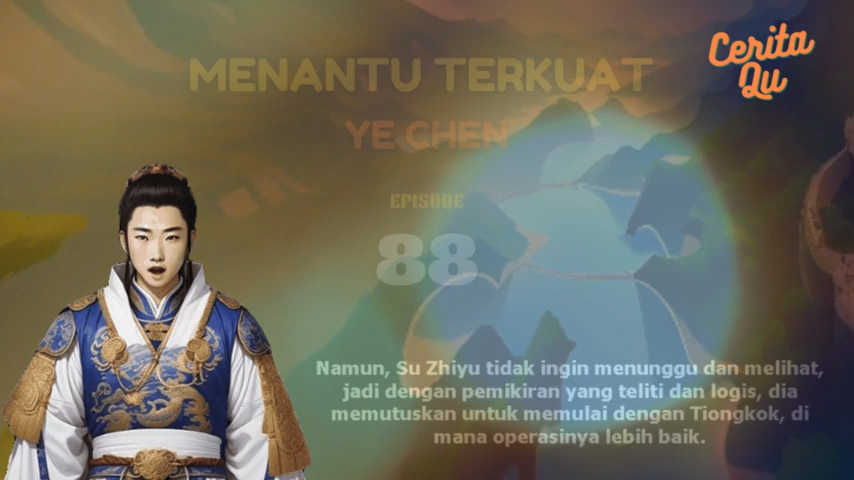 Cerita
Qu
MENANTU TERKUAT
YE CHEN
EPISODE
88
Namun, Su Zhiyu tidak ingin menunggu dan melihat,
jadi dengan pemikiran yang teliti dan logis, dia
memutuskan untuk memulai dengan Tiongkok, di
mana operasinya lebih baik.